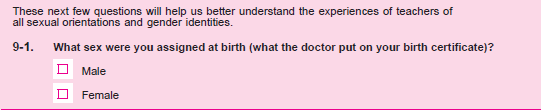 These next few questions will help us better understand the experiences of teachers of
all sexual orientations and gender identities.
9-1. What sex were you assigned at birth (what the doctor put on your birth certificate)?
Male
Female